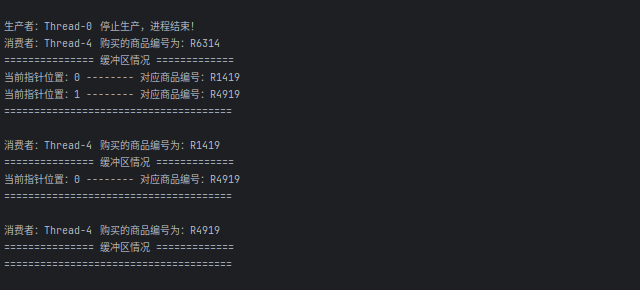 生产者：Thread-0 停止生产，进程结束！
消费者：Thread-4 购买的商品编号为：R6314
=============== 缓冲区情况 =============
当前指针位置：0 -------- 对应商品编号：R1419
当前指针位置：1 -------- 对应商品编号：R4919
======================================
消费者：Thread-4 购买的商品编号为：R1419
=============== 缓冲区情况 =============
当前指针位置：0 -------- 对应商品编号：R4919
======================================
消费者：Thread-4 购买的商品编号为：R4919
=============== 缓冲区情况 =============
======================================